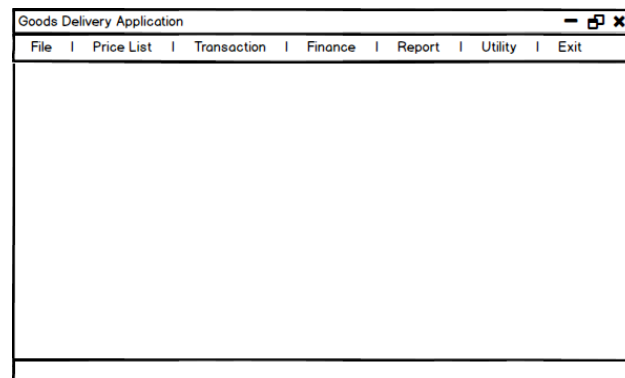 Goods Delivery Application
File | Price List | Transaction | Finance | Report | Utility | Exit